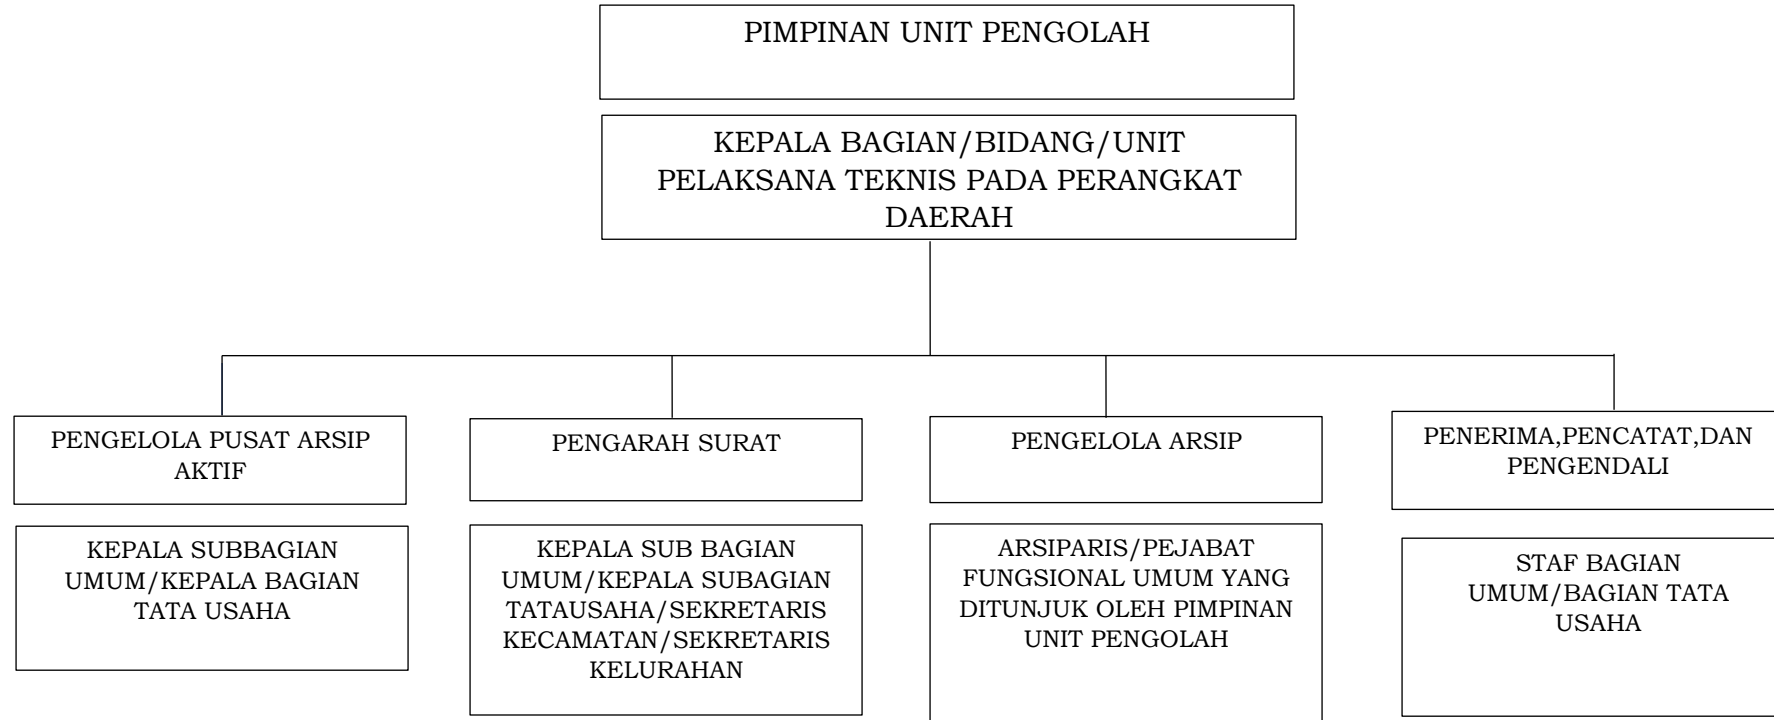 PIMPINAN UNIT PENGOLAH
KEPALA BAGIAN/BIDANG/UNIT
PELAKSANA TEKNIS PADA PERANGKAT
DAERAH
PENGELOLA PUSAT ARSIP
AKTIF
PENGARAH SURAT
PENGELOLA ARSIP
PENERIMA,PENCATAT,DAN
PENGENDALI
KEPALA SUBBAGIAN
UMUM/KEPALA BAGIAN
TATA USAHA
KEPALA SUB BAGIAN
UMUM/KEPALA SUBAGIAN
TATAUSAHA/SEKRETARIS
KECAMATAN/SEKRETARIS
KELURAHAN
ARSIPARIS/PEJABAT
FUNGSIONAL UMUM YANG
DITUNJUK OLEH PIMPINAN
UNIT PENGOLAH
STAF BAGIAN
UMUM/BAGIAN TATA
USAHA